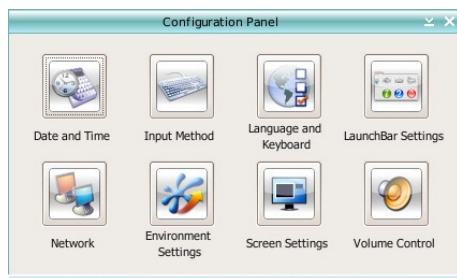 Configuration Panel
Date and Time
Input Method
Language and
Keyboard
LaunchBar Settings
Network
Environment
Settings
Screen Settings
Volume Control